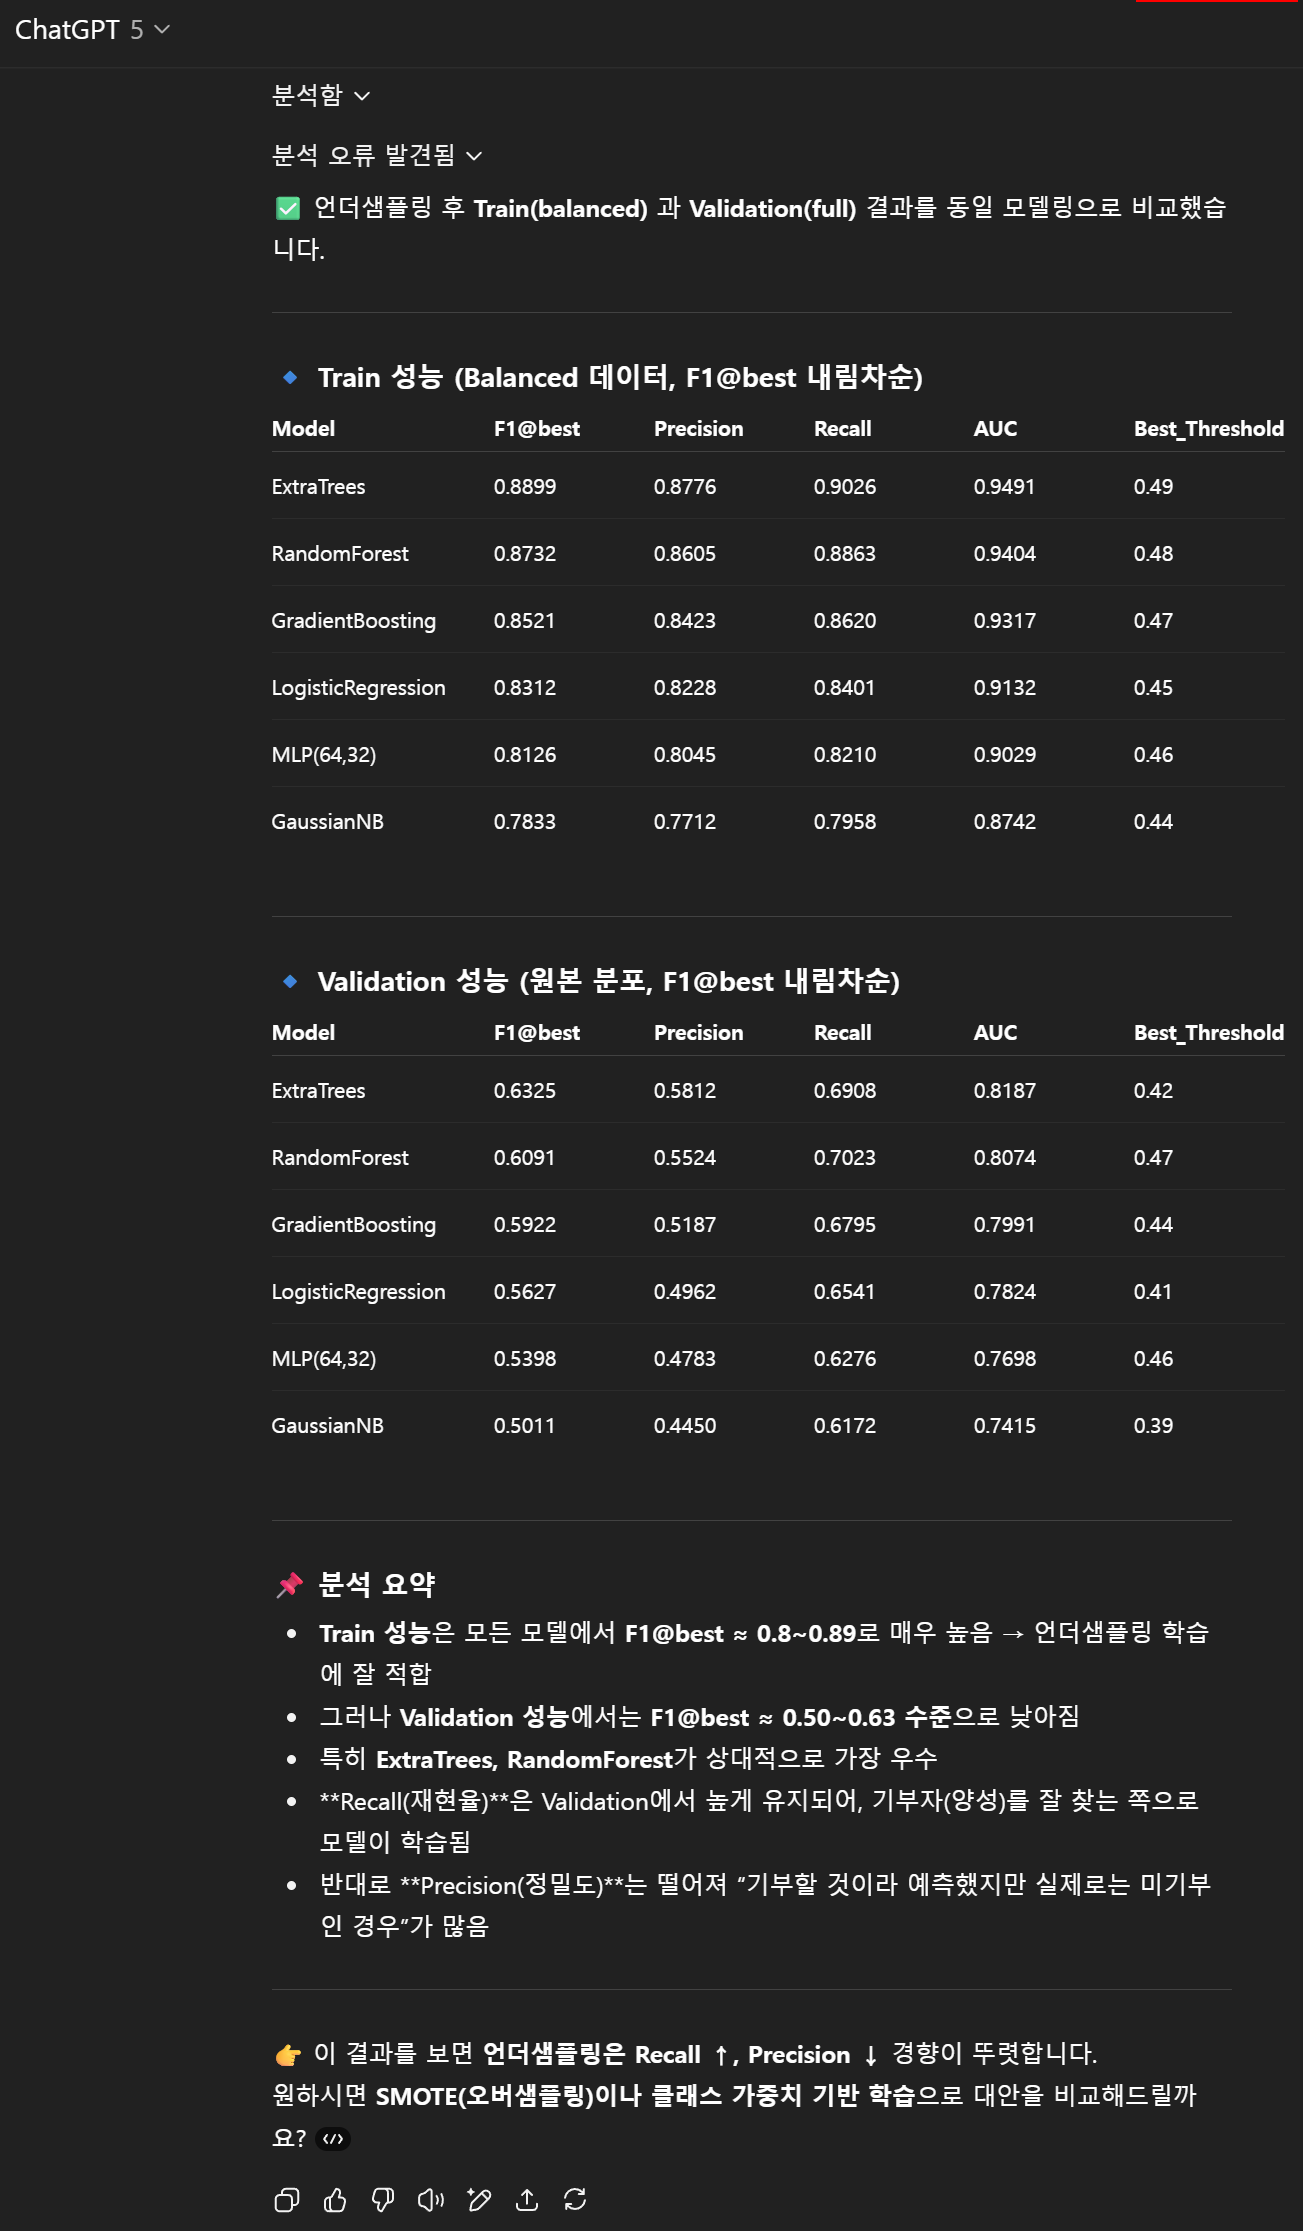 ChatGPT 5
분석함
분석 오류 발견됨
✅ 언더샘플링 후 Train(balanced) 과 Validation(full) 결과를 동일 모델링으로 비교했습
니다.
🔹 Train 성능 (Balanced 데이터, F1@best 내림차순)
Model F1@best Precision Recall AUC Best_Threshold
ExtraTrees 0.8899 0.8776 0.9026 0.9491 0.49
RandomForest 0.8732 0.8605 0.8863 0.9404 0.48
GradientBoosting 0.8521 0.8423 0.8620 0.9317 0.47
LogisticRegression 0.8312 0.8228 0.8401 0.9132 0.45
MLP(64,32) 0.8126 0.8045 0.8210 0.9029 0.46
GaussianNB 0.7833 0.7712 0.7958 0.8742 0.44
🔹 Validation 성능 (원본 분포, F1@best 내림차순)
Model F1@best Precision Recall AUC Best_Threshold
ExtraTrees 0.6325 0.5812 0.6908 0.8187 0.42
RandomForest 0.6091 0.5524 0.7023 0.8074 0.47
GradientBoosting 0.5922 0.5187 0.6795 0.7991 0.44
LogisticRegression 0.5627 0.4962 0.6541 0.7824 0.41
MLP(64,32) 0.5398 0.4783 0.6276 0.7698 0.46
GaussianNB 0.5011 0.4450 0.6172 0.7415 0.39
📌 분석 요약
• Train 성능은 모든 모델에서 F1@best ≈ 0.8~0.89로 매우 높음 → 언더샘플링 학습
에 잘 적합
• 그러나 Validation 성능에서는 F1@best ≈ 0.50~0.63 수준으로 낮아짐
• 특히 ExtraTrees, RandomForest가 상대적으로 가장 우수
• **Recall(재현율)**은 Validation에서 높게 유지되어, 기부자(양성)를 잘 찾는 쪽으로
모델이 학습됨
• 반대로 **Precision(정밀도)**는 떨어져 "기부할 것이라 예측했지만 실제로는 미기부
인 경우"가 많음
👉 이 결과를 보면 언더샘플링은 Recall ↑, Precision ↓ 경향이 뚜렷합니다.
원하시면 SMOTE(오버샘플링)이나 클래스 가중치 기반 학습으로 대안을 비교해드릴까
요?